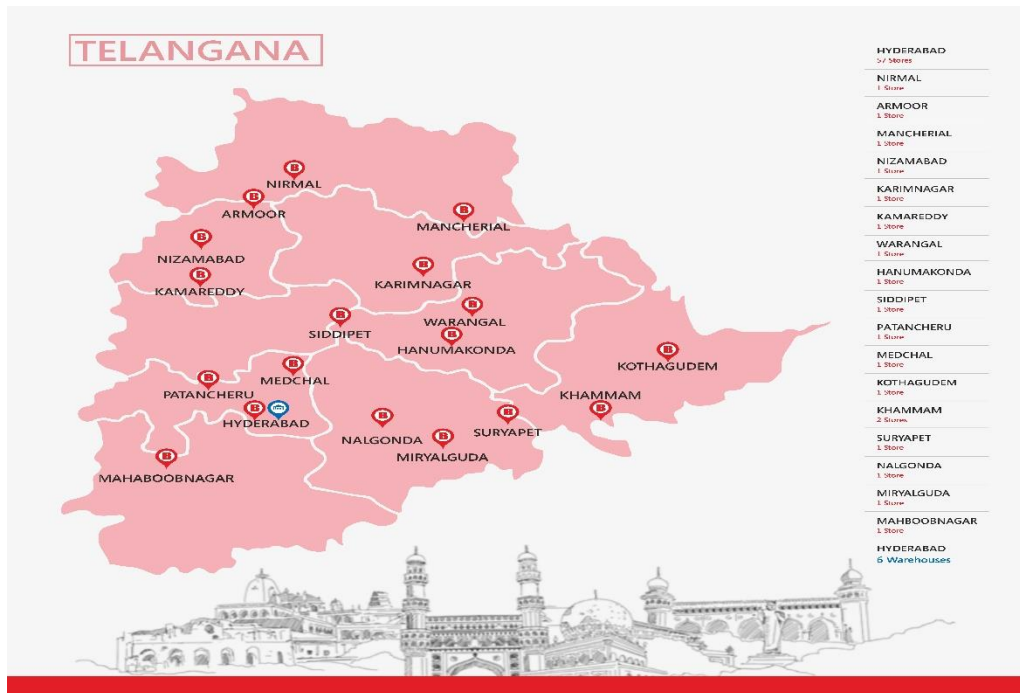 TELANGANA
NIRMAL
ARMOOR
MANCHERIAL
NIZAMABAD
KARIMNAGAR
KAMAREDDY
WARANGAL
SIDDIPET
HANUMAKONDA
KOTHAGUDEM
MEDCHAL
PATANCHERU
KHAMMAM
HYDERABAD
NALGONDA
SURYAPET
MIRYALGUDA
MAHABOOBNAGAR
HYDERABAD
57 Stores
NIRMAL
1 Store
ARMOOR
1 Store
MANCHERIAL
1 Store
NIZAMABAD
1 Store
KARIMNAGAR
1 Store
KAMAREDDY
1 Store
WARANGAL
1 Store
HANUMAKONDA
1 Store
SIDDIPET
1 Store
PATANCHERU
1 Store
MEDCHAL
1 Store
KOTHAGUDEM
1 Store
KHAMMAM
2 Stores
SURYAPET
1 Store
NALGONDA
1 Store
MIRYALGUDA
1 Store
MAHBOOBNAGAR
1 Store
HYDERABAD
6 Warehouses